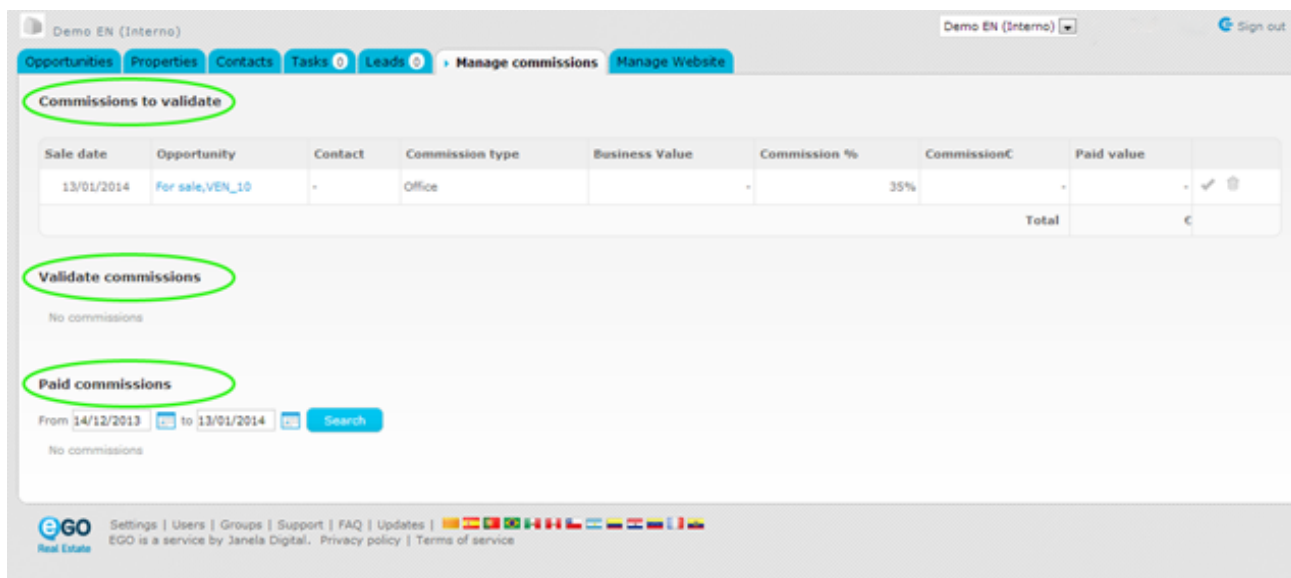 Demo EN (Interno) Demo EN (Interno) Sign out
Opportunities Properties Contacts Tasks 0 Leads 0 Manage commissions Manage Website
Commissions to validate
Sale date Opportunity Contact Commission type Business Value Commission % Commission€ Paid value
13/01/2014 For sale,VEN_10 - Office - 35% - -
Total €
Validate commissions
No commissions
Paid commissions
From 14/12/2013 to 13/01/2014 Search
No commissions
eGO Settings | Users | Groups | Support | FAQ | Updates |
Real Estate EGO is a service by Janela Digital. Privacy policy | Terms of service